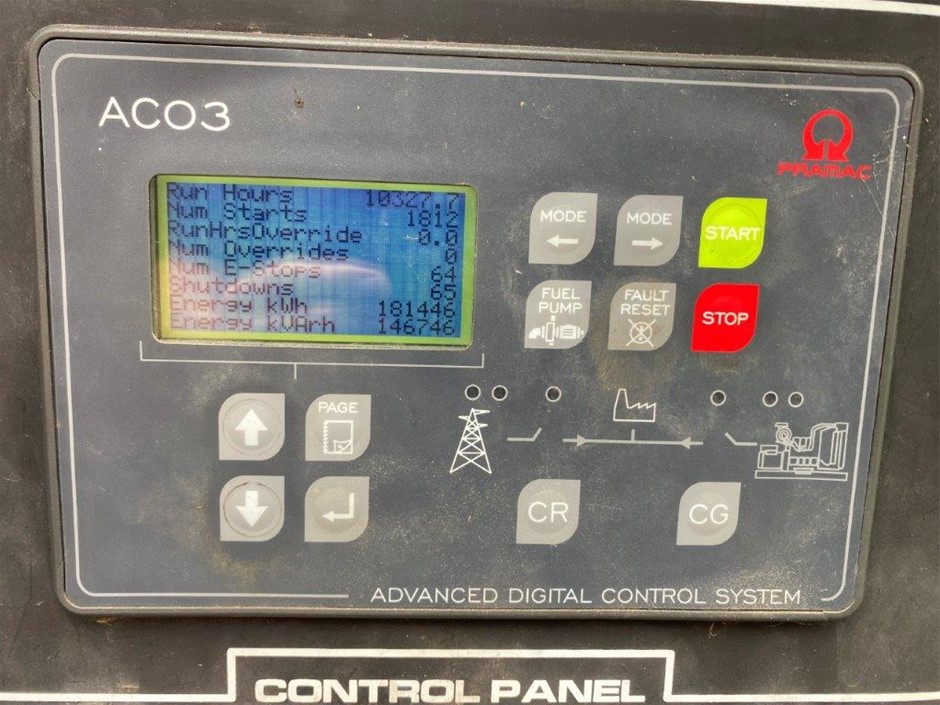 ACO3
PRAMAC
Run Hours 10327.7
Num Starts 1812
RunHrsOverride 0.0
Num Overrides 0
Num E-Stops 64
Shutdowns 65
Energy kWh 181446
Energy kVArh 146746
MODE
MODE
START
FUEL PUMP
FAULT RESET
STOP
PAGE
CR
CG
ADVANCED DIGITAL CONTROL SYSTEM
CONTROL PANEL